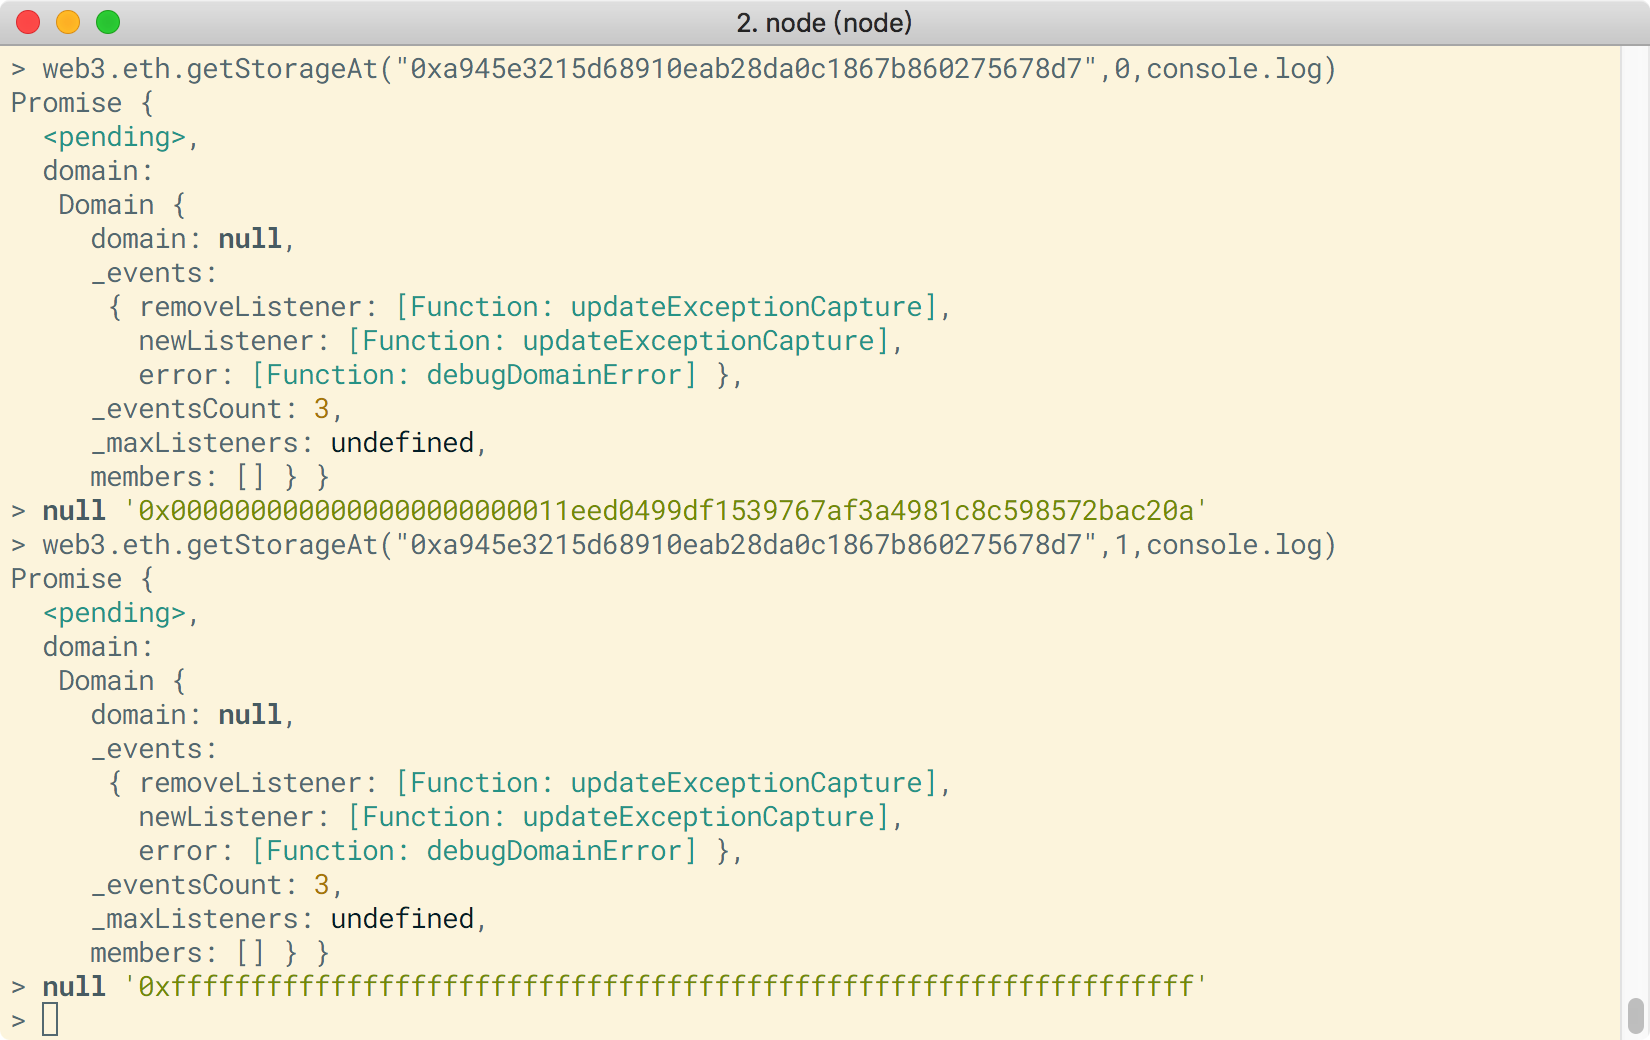 2. node (node)
> web3.eth.getStorageAt("0xa945e3215d68910eab28da0c1867b860275678d7",0,console.log)
Promise {
  <pending>,
  domain:
   Domain {
     domain: null,
     _events:
      { removeListener: [Function: updateExceptionCapture],
        newListener: [Function: updateExceptionCapture],
        error: [Function: debugDomainError] },
     _eventsCount: 3,
     _maxListeners: undefined,
     members: [] } }
> null '0x0000000000000000000000011eed0499df1539767af3a4981c8c598572bac20a'
> web3.eth.getStorageAt("0xa945e3215d68910eab28da0c1867b860275678d7",1,console.log)
Promise {
  <pending>,
  domain:
   Domain {
     domain: null,
     _events:
      { removeListener: [Function: updateExceptionCapture],
        newListener: [Function: updateExceptionCapture],
        error: [Function: debugDomainError] },
     _eventsCount: 3,
     _maxListeners: undefined,
     members: [] } }
> null '0xffffffffffffffffffffffffffffffffffffffffffffffffffffffffffffffff'
>